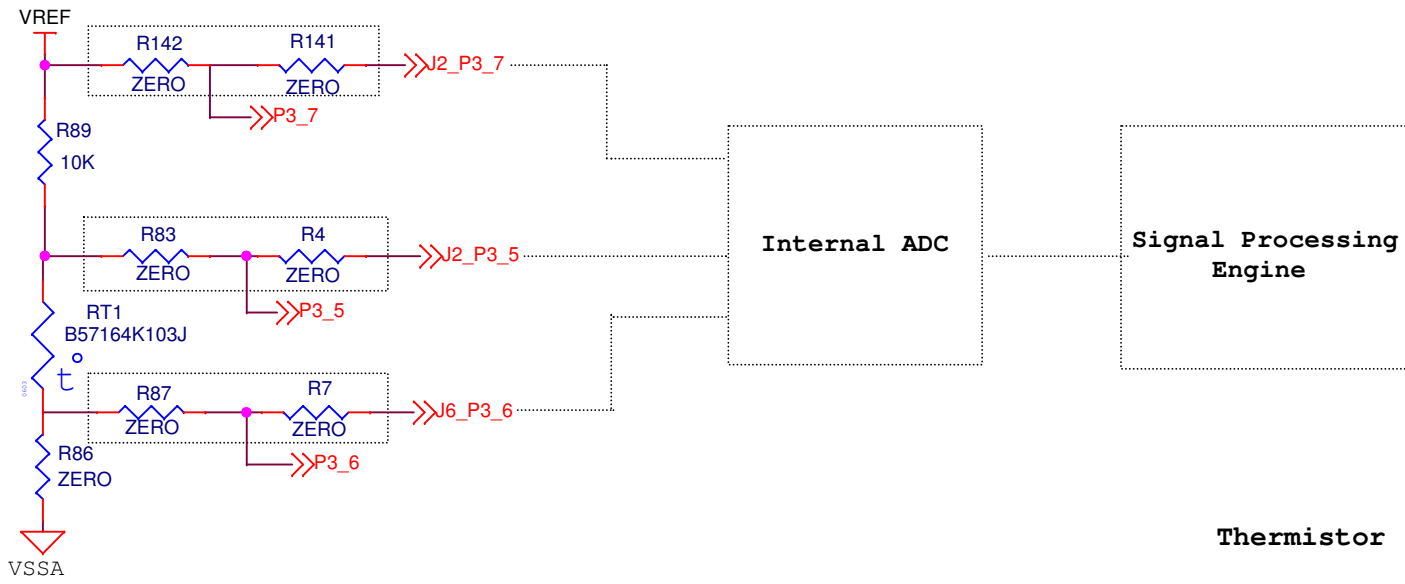 VREF
R142
ZERO
R141
ZERO
J2_P3_7
P3_7
R89
10K
R83
ZERO
R4
ZERO
J2_P3_5
P3_5
Internal ADC
Signal Processing
Engine
RT1
B57164K103J
t°
0603
R87
ZERO
R7
ZERO
J6_P3_6
P3_6
R86
ZERO
VSSA
Thermistor